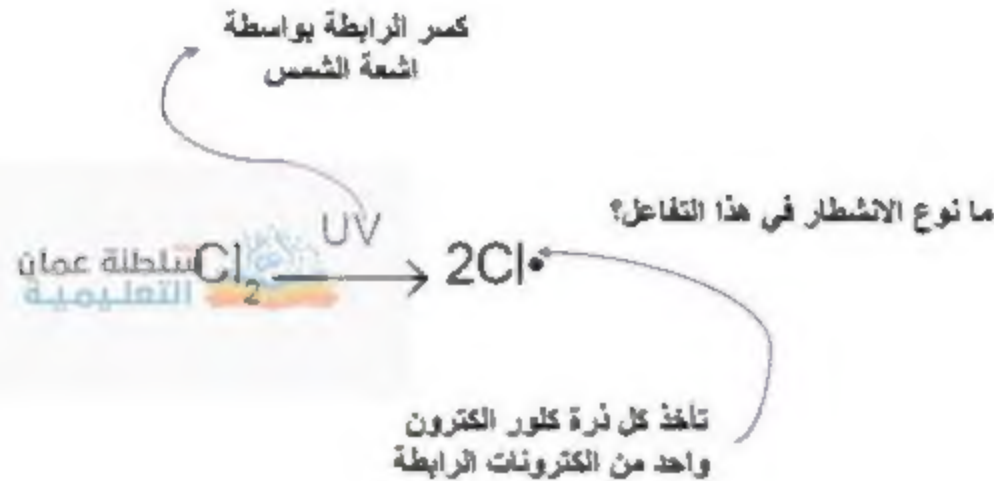 كسر الرابطة بواسطة
اشعة الشمس
UV
ما نوع الانشطار في هذا التفاعل؟
Cl₂ → 2Cl•
سلطنة عمان
التعليمية
تأخذ كل ذرة كلور الكترون
واحد من الكترونات الرابطة